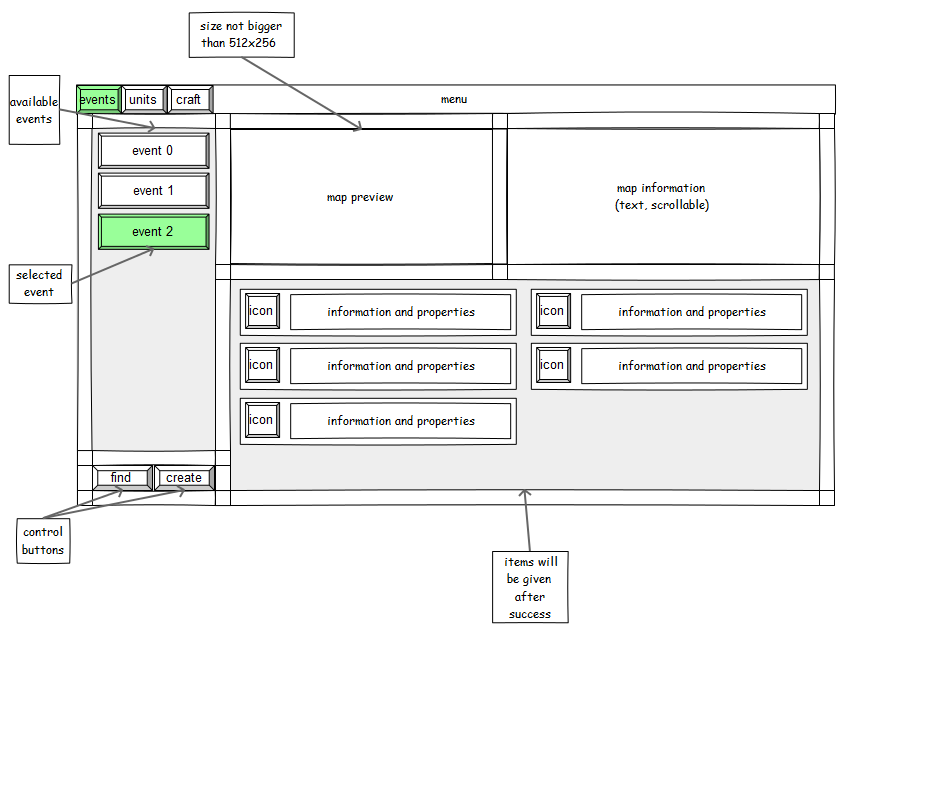 size not bigger
than 512x256
available
events
events
units
craft
menu
event 0
event 1
event 2
map preview
map information
(text, scrollable)
selected
event
icon
information and properties
icon
information and properties
icon
information and properties
icon
information and properties
icon
information and properties
find
create
control
buttons
items will
be given
after
success